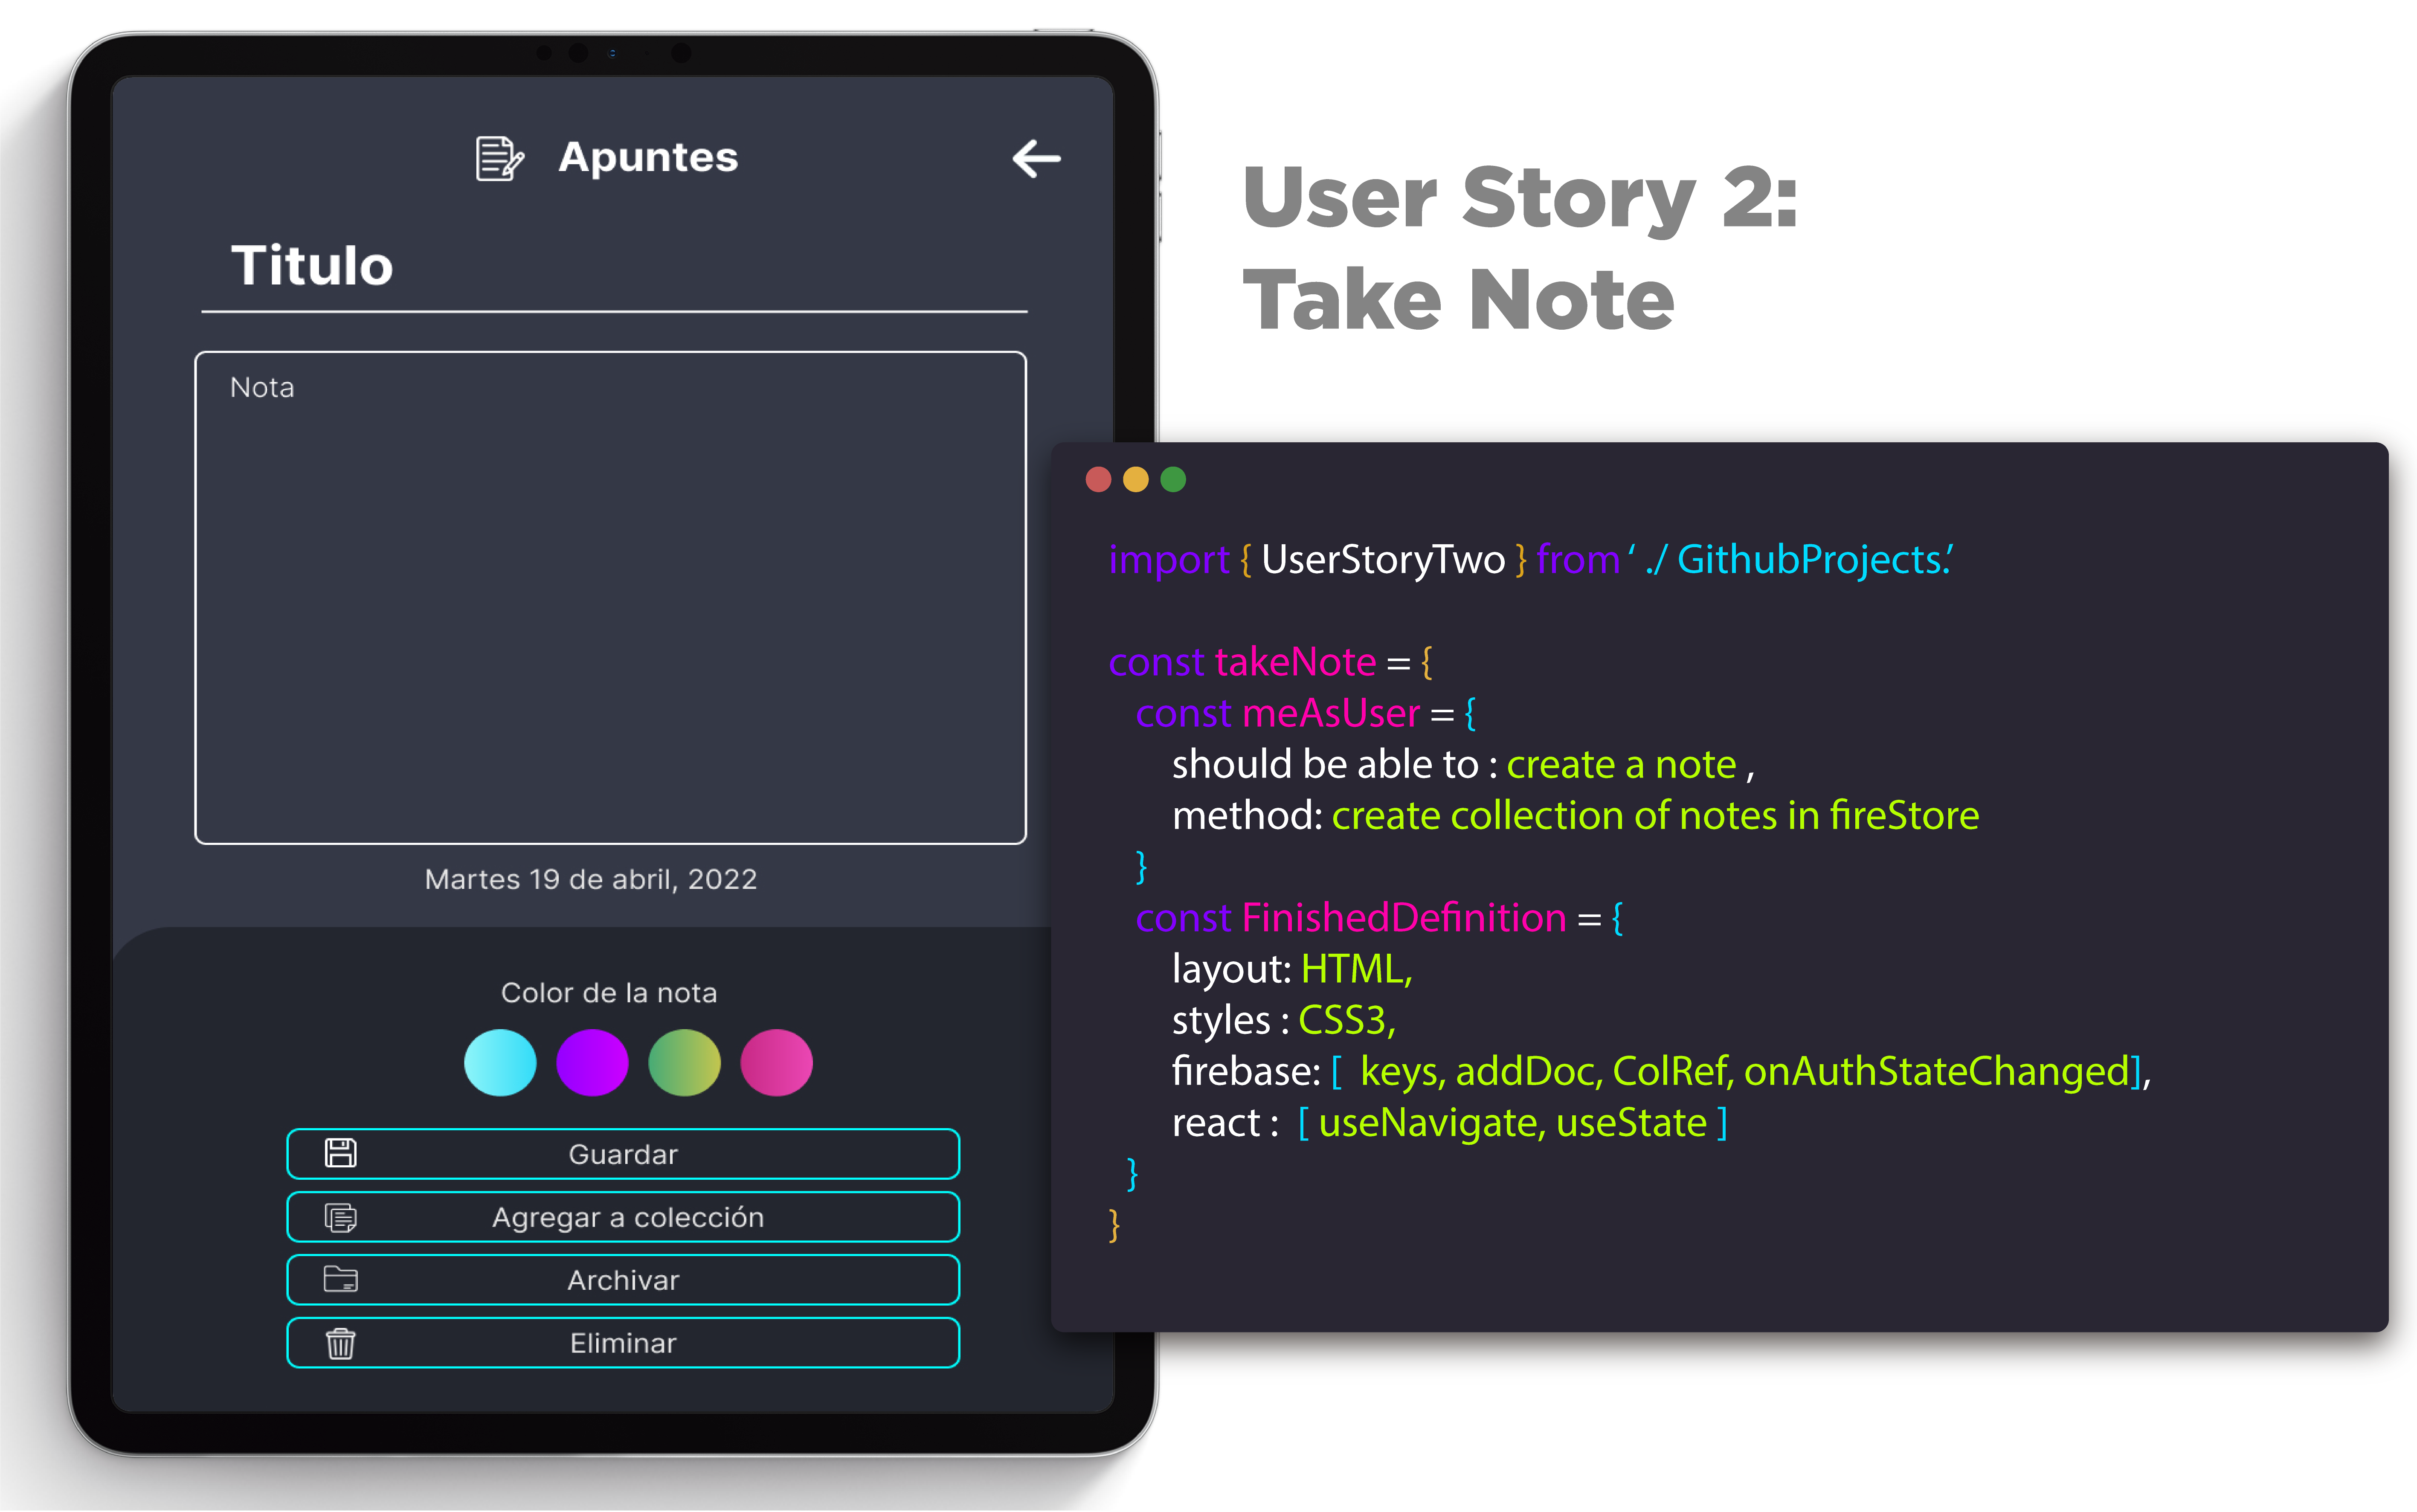 Apuntes
Titulo
Nota
Martes 19 de abril, 2022
Color de la nota
Guardar
Agregar a colección
Archivar
Eliminar
User Story 2:
Take Note
import { UserStoryTwo } from ‘ ./ GithubProjects.’
const takeNote = {
const meAsUser = {
should be able to : create a note ,
method: create collection of notes in fireStore
}
const FinishedDefinition = {
layout: HTML,
styles : CSS3,
firebase: [ keys, addDoc, ColRef, onAuthStateChanged],
react : [ useNavigate, useState ]
}
}